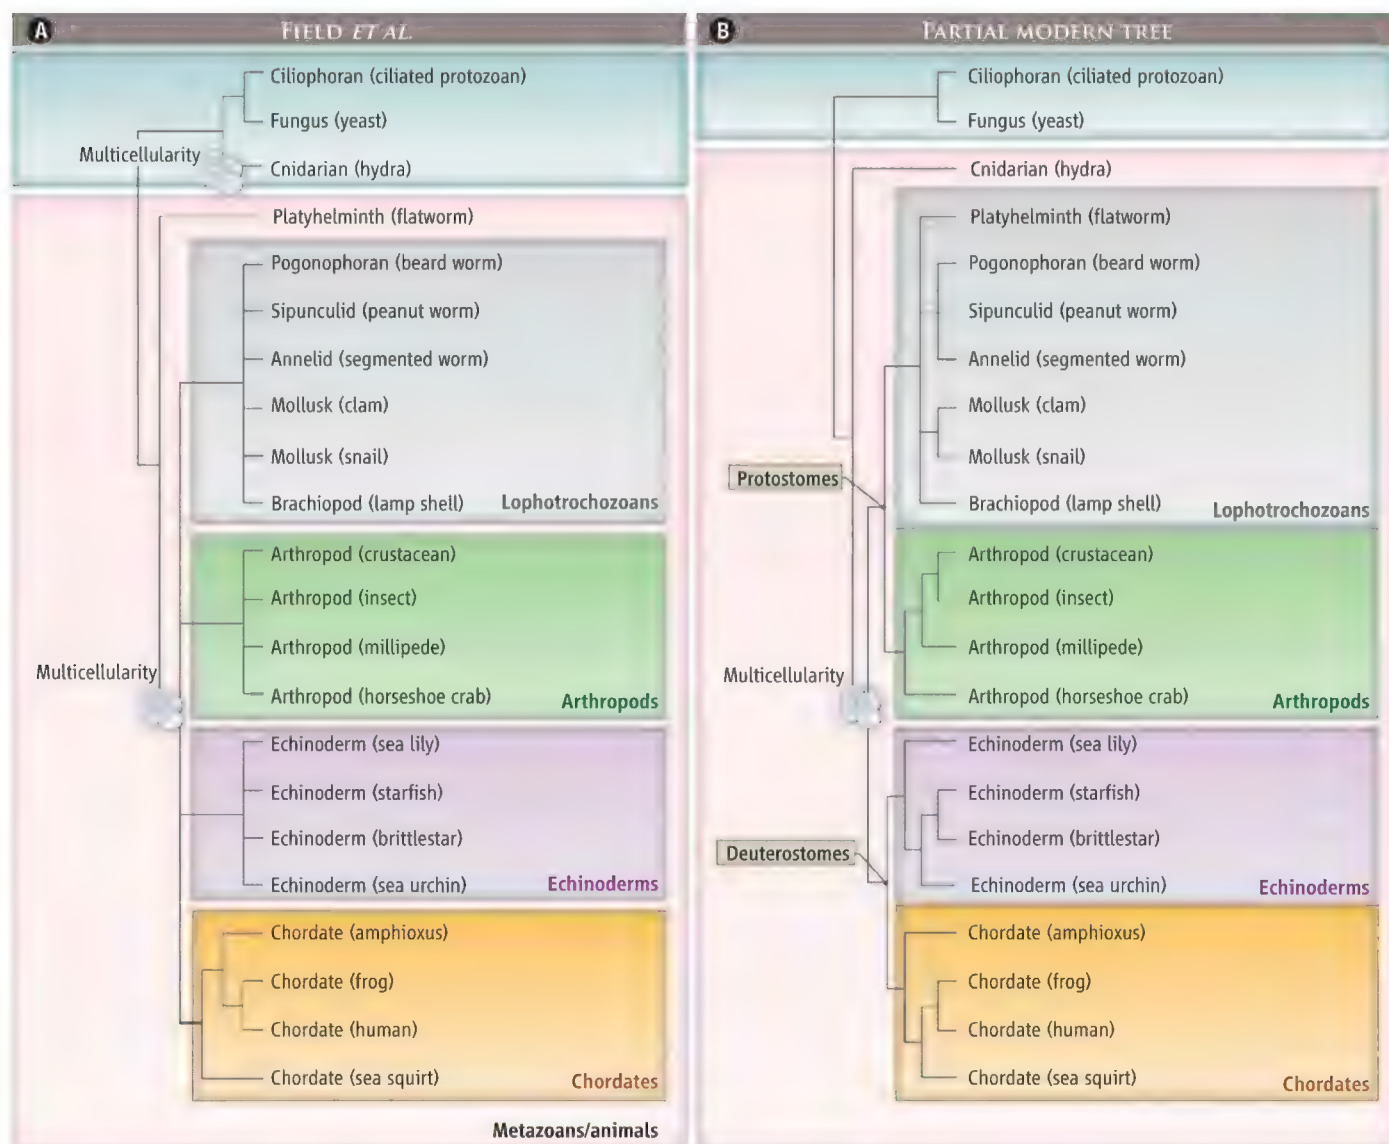 A
FIELD ET AL.
Ciliophoran (ciliated protozoan)
Fungus (yeast)
Multicellularity
Cnidarian (hydra)
Platyhelminth (flatworm)
Pogonophoran (beard worm)
Sipunculid (peanut worm)
Annelid (segmented worm)
Mollusk (clam)
Mollusk (snail)
Brachiopod (lamp shell)
Lophotrochozoans
Arthropod (crustacean)
Arthropod (insect)
Arthropod (millipede)
Multicellularity
Arthropod (horseshoe crab)
Arthropods
Echinoderm (sea lily)
Echinoderm (starfish)
Echinoderm (brittlestar)
Echinoderm (sea urchin)
Echinoderms
Chordate (amphioxus)
Chordate (frog)
Chordate (human)
Chordate (sea squirt)
Chordates
Metazoans/animals
B
PARTIAL MODERN TREE
Ciliophoran (ciliated protozoan)
Fungus (yeast)
Cnidarian (hydra)
Platyhelminth (flatworm)
Pogonophoran (beard worm)
Sipunculid (peanut worm)
Annelid (segmented worm)
Mollusk (clam)
Mollusk (snail)
Protostomes
Brachiopod (lamp shell)
Lophotrochozoans
Arthropod (crustacean)
Arthropod (insect)
Arthropod (millipede)
Multicellularity
Arthropod (horseshoe crab)
Arthropods
Echinoderm (sea lily)
Echinoderm (starfish)
Echinoderm (brittlestar)
Deuterostomes
Echinoderm (sea urchin)
Echinoderms
Chordate (amphioxus)
Chordate (frog)
Chordate (human)
Chordate (sea squirt)
Chordates